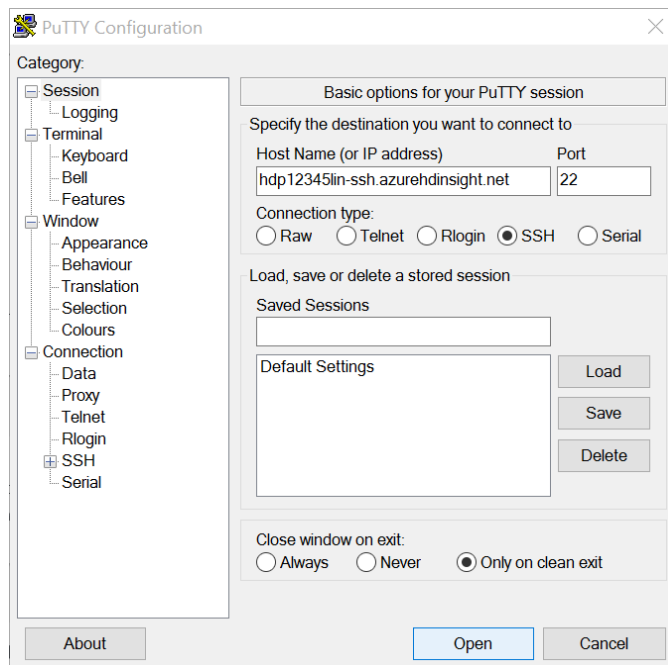 PuTTY Configuration
Category:
Session
Logging
Terminal
Keyboard
Bell
Features
Window
Appearance
Behaviour
Translation
Selection
Colours
Connection
Data
Proxy
Telnet
Rlogin
SSH
Serial
Basic options for your PuTTY session
Specify the destination you want to connect to
Host Name (or IP address) Port
hdp12345lin-ssh.azurehdinsight.net 22
Connection type:
Raw Telnet Rlogin SSH Serial
Load, save or delete a stored session
Saved Sessions
Default Settings
Load
Save
Delete
Close window on exit:
Always Never Only on clean exit
About Open Cancel